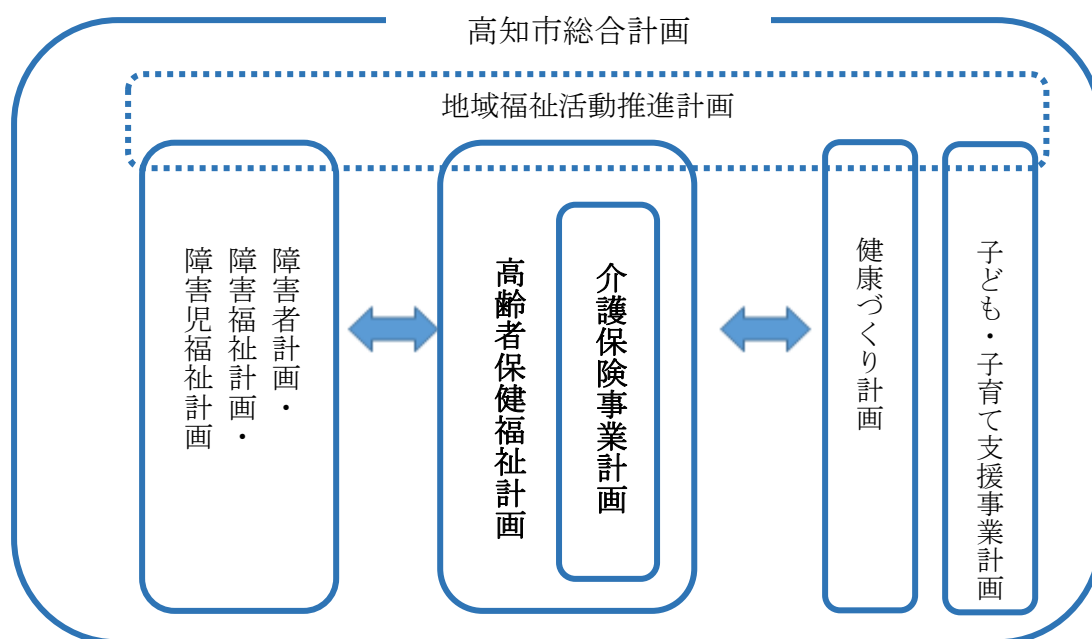 高知市総合計画
地域福祉活動推進計画
障害者計画・
障害福祉計画・
障害児福祉計画
高齢者保健福祉計画
介護保険事業計画
健康づくり計画
子ども・子育て支援事業計画